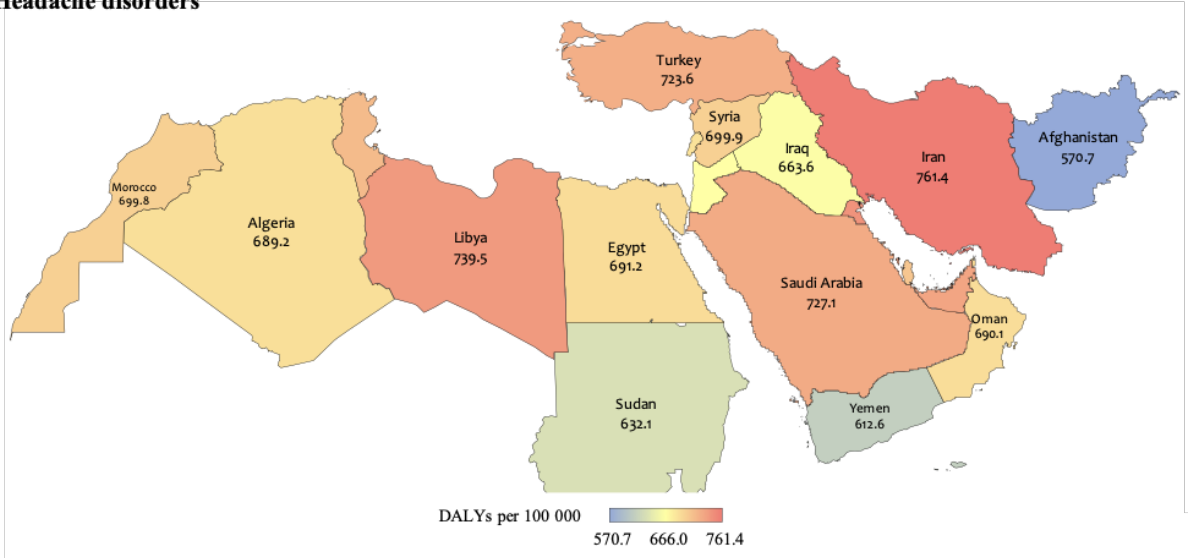 Headache disorders
Turkey
723.6
Syria
699.9
Iraq
663.6
Iran
761.4
Afghanistan
570.7
Morocco
699.8
Algeria
689.2
Libya
739.5
Egypt
691.2
Saudi Arabia
727.1
Oman
690.1
Sudan
632.1
Yemen
612.6
DALYs per 100 000
570.7 666.0 761.4